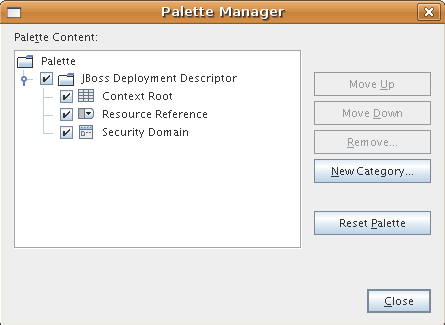 Palette Manager
Palette Content:
Palette
JBoss Deployment Descriptor
Context Root
Resource Reference
Security Domain
Move Up
Move Down
Remove...
New Category...
Reset Palette
Close